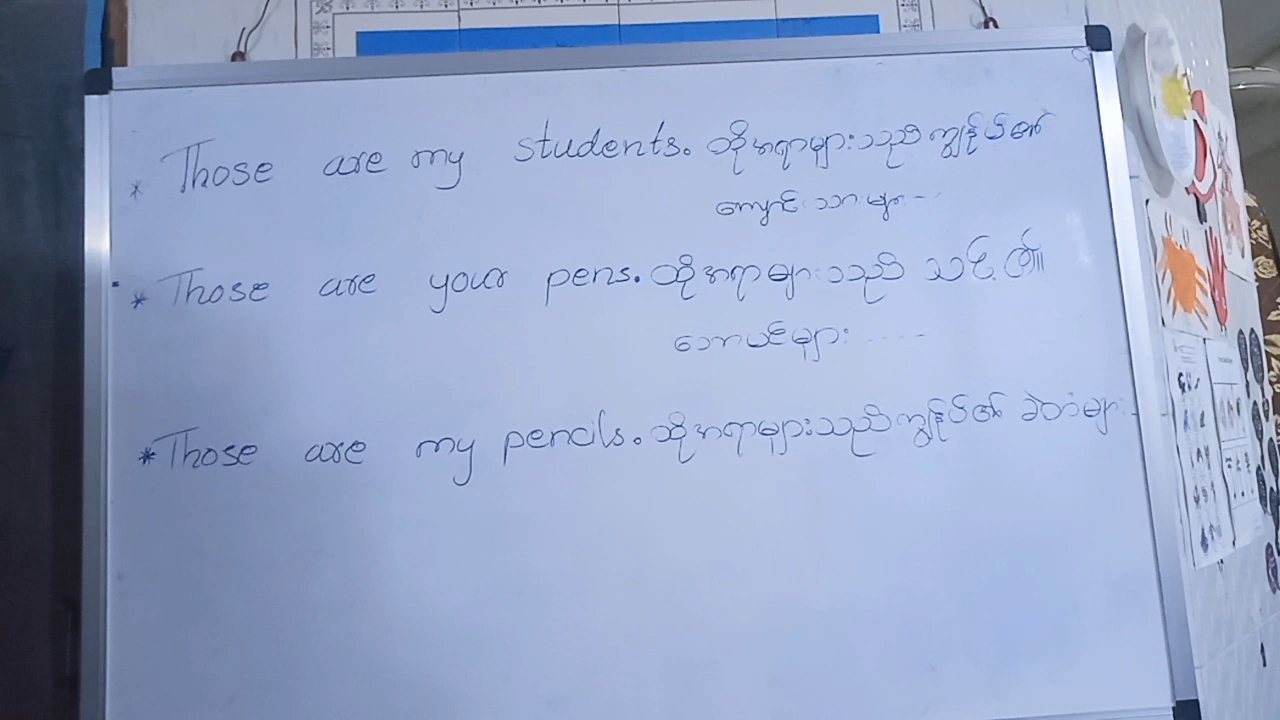 * Those are my students. ထိုအရာများသည် ကျွန်ုပ်၏
ကျောင်းသားများ --
* Those are your pens. ထိုအရာများသည် သင့်၏
ဘောပင်များ ....--
* Those are my pencils. ထိုအရာများသည် ကျွန်ုပ်၏ ခဲတံများ -